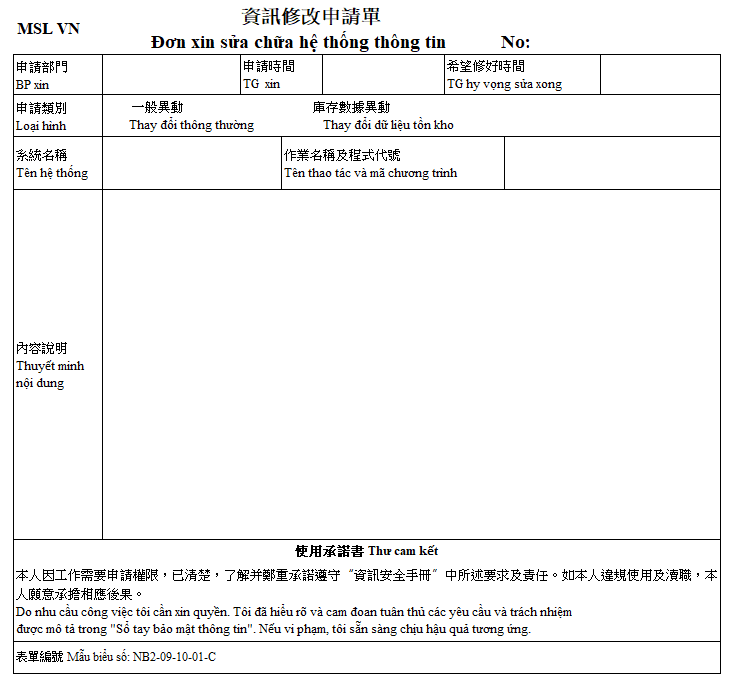 資訊修改申請單
MSL VN
Đơn xin sửa chữa hệ thống thông tin No:
申請部門
BP xin
申請時間
TG xin
希望修好時間
TG hy vọng sửa xong
申請類別
Loại hình
一般異動
Thay đổi thông thường
庫存數據異動
Thay đổi dữ liệu tồn kho
系統名稱
Tên hệ thống
作業名稱及程式代號
Tên thao tác và mã chương trình
內容說明
Thuyết minh
nội dung
使用承諾書 Thư cam kết
本人因工作需要申請權限，已清楚，了解并鄭重承諾遵守“資訊安全手冊”中所述要求及責任。如本人違規使用及瀆職，本
人願意承擔相應後果。
Do nhu cầu công việc tôi cần xin quyền. Tôi đã hiểu rõ và cam đoan tuân thủ các yêu cầu và trách nhiệm
được mô tả trong "Sổ tay bảo mật thông tin". Nếu vi phạm, tôi sẵn sàng chịu hậu quả tương ứng.
表單編號 Mẫu biểu số: NB2-09-10-01-C